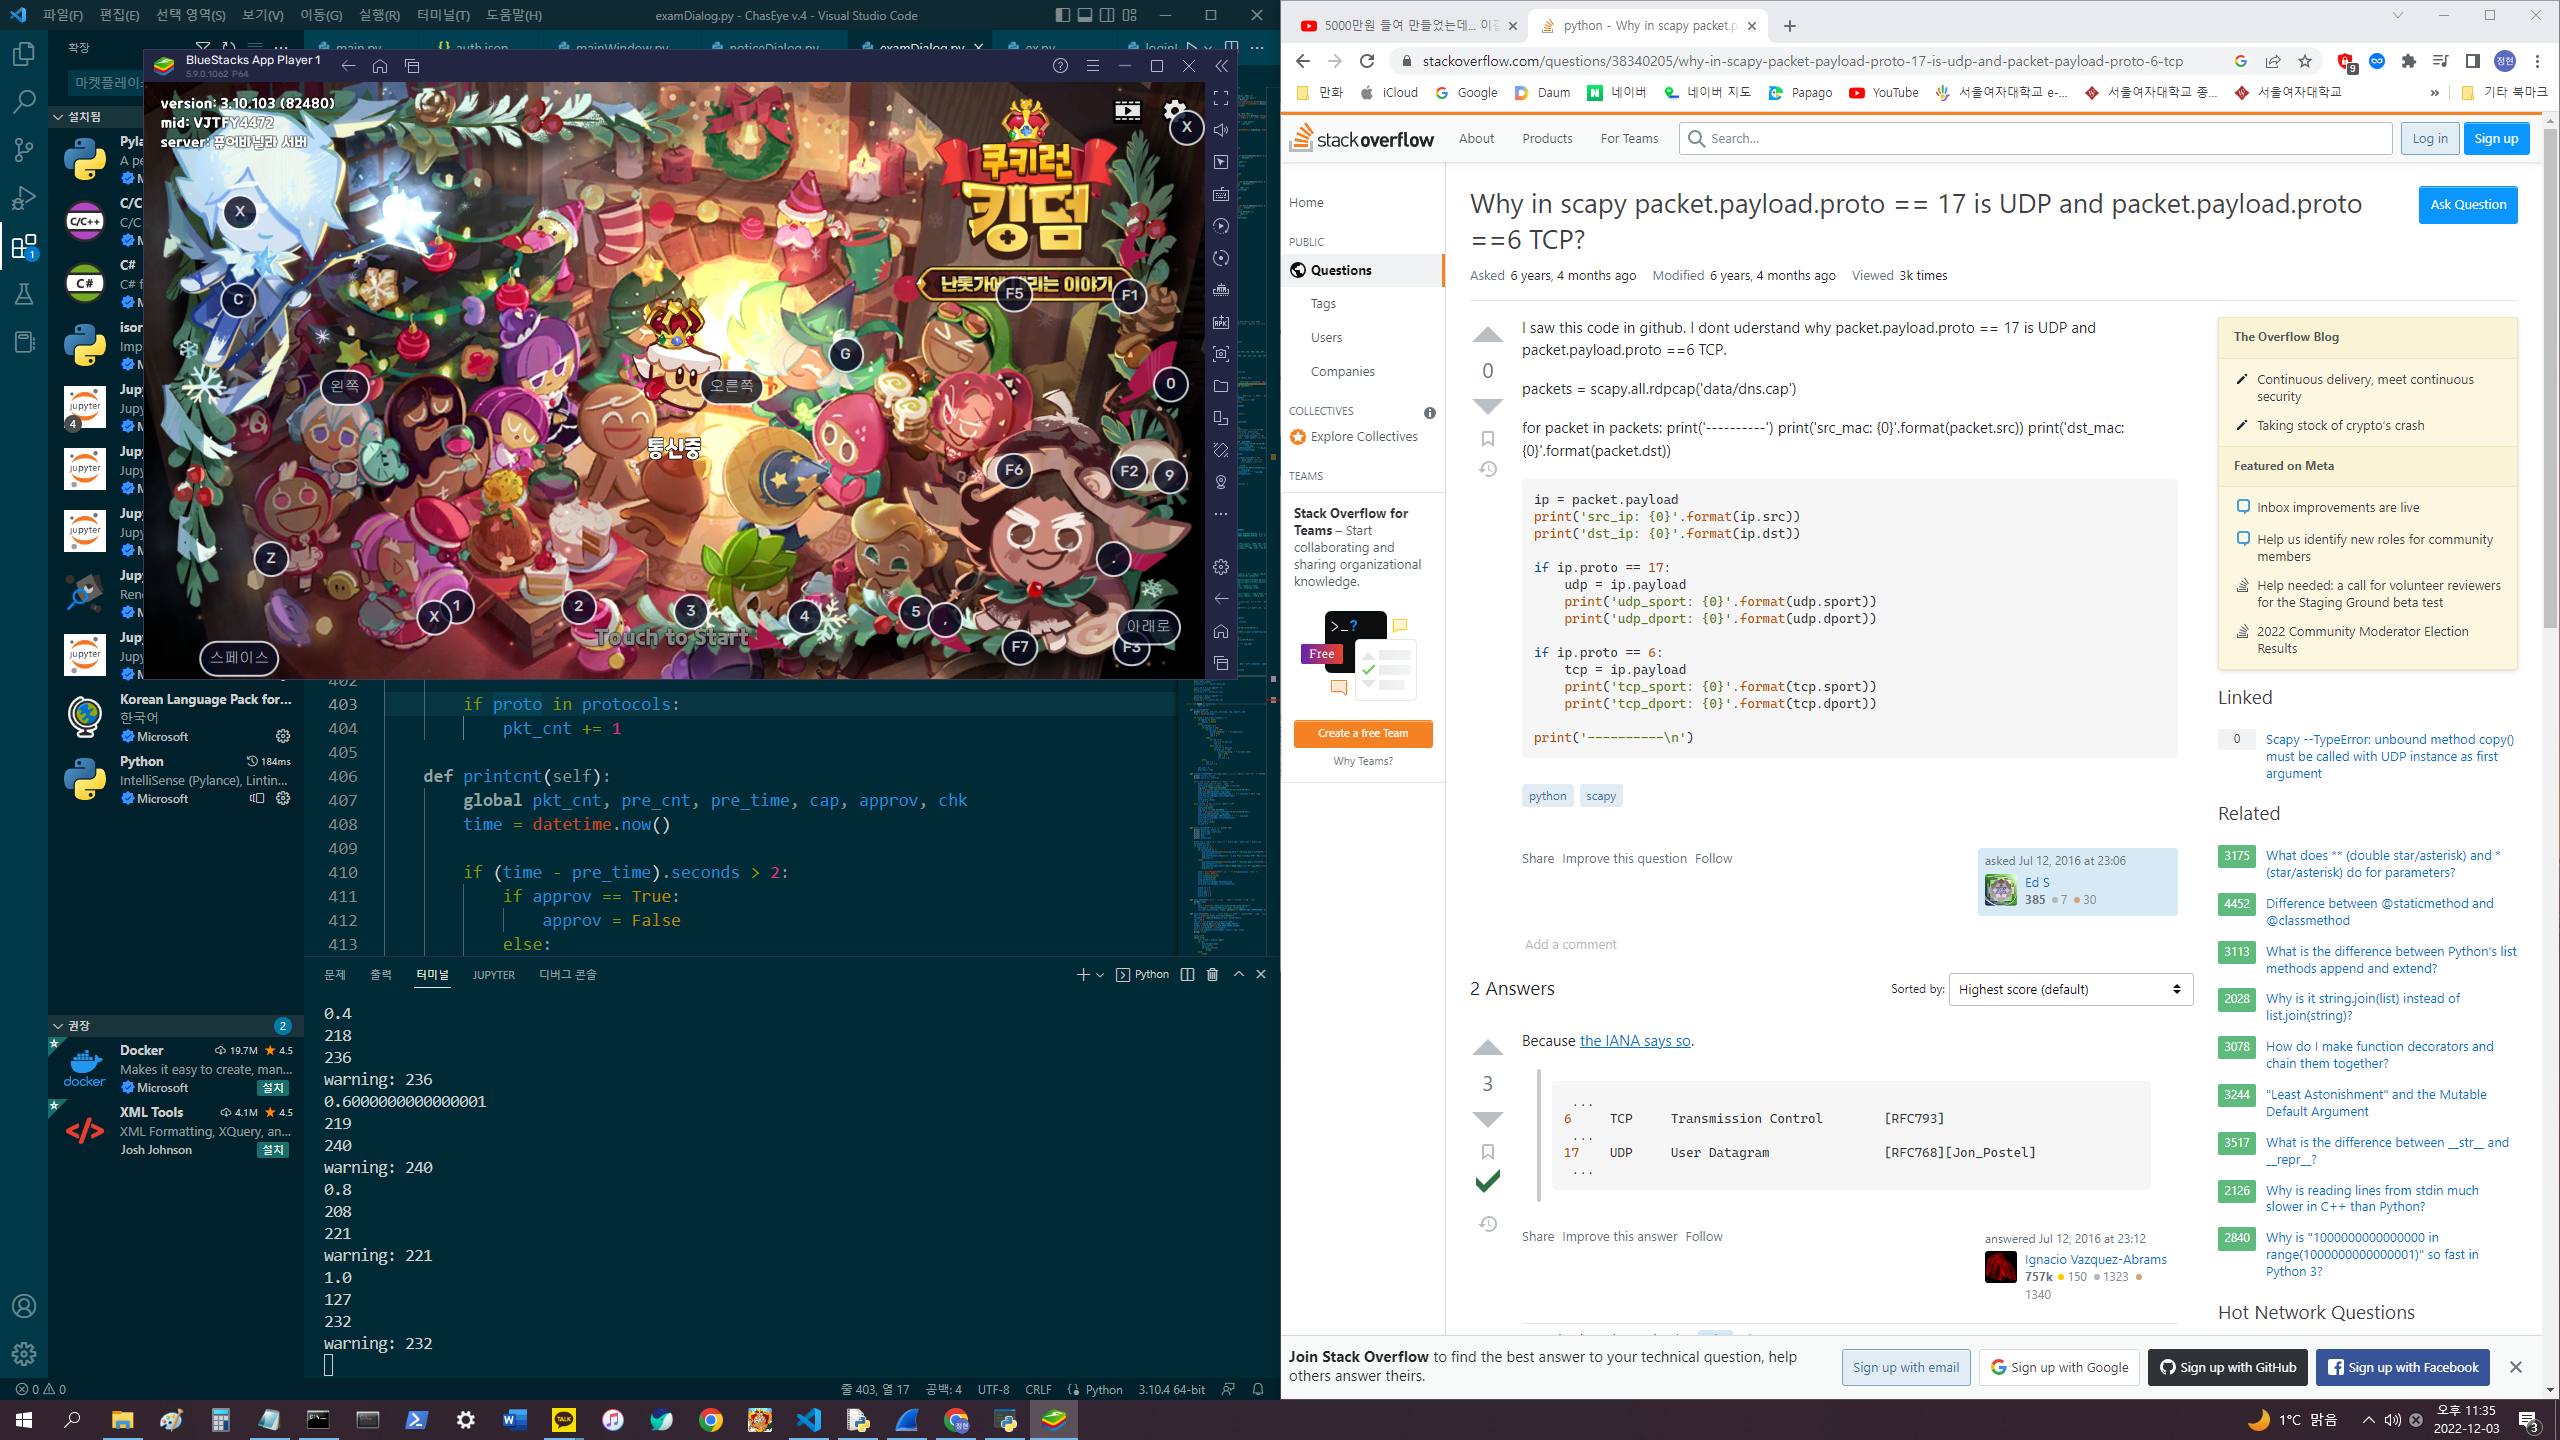 파일(F) 편집(E) 선택 영역(S) 보기(V) 이동(G) 실행(R) 터미널(T) 도움말(H)
examDialog.py - ChasEye v.4 - Visual Studio Code
확장
main.py auth.json mainWindow.py noticeDialog.py examDialog.py ex.py
BlueStacks App Player 1
5.9.0.1062 P64
설치됨
version: 3.10.103 (82480)
mid: VJTFY4472
server: 퓨어바닐라 서버
쿠키런
킹덤
X
X
C
F5
F1
G
왼쪽
오른쪽
0
통신중
F6
F2
9
Z
.
X
1
2
3
4
5
,
아래로
Touch to Start
스페이스
F7
F3
C/C
C#
Korean Language Pack for...
한국어
Microsoft
Python
184ms
IntelliSense (Pylance), Lintin...
Microsoft
402
403 if proto in protocols:
404 pkt_cnt += 1
405
406 def printcnt(self):
407 global pkt_cnt, pre_cnt, pre_time, cap, approv, chk
408 time = datetime.now()
409
410 if (time - pre_time).seconds > 2:
411 if approv == True:
412 approv = False
413 else:
권장
2
Docker
19.7M 4.5
Makes it easy to create, man...
Microsoft
설치
XML Tools
4.1M 4.5
XML Formatting, XQuery, an...
Josh Johnson
설치
문제 출력 터미널 JUPYTER 디버그 콘솔
Python
0.4
218
236
warning: 236
0.6000000000000001
219
240
warning: 240
0.8
208
221
warning: 221
1.0
127
232
warning: 232
0 0
줄 403, 열 17 공백: 4 UTF-8 CRLF Python 3.10.4 64-bit
python - Why in scapy packet.p
stackoverflow.com/questions/38340205/why-in-scapy-packet-payload-proto-17-is-udp-and-packet-payload-proto-6-tcp
만화 iCloud Google Daum 네이버 네이버 지도 Papago YouTube 서울여자대학교 e-... 서울여자대학교 종... 서울여자대학교 » 기타 북마크
stackoverflow
About Products For Teams
Search...
Log in
Sign up
Home
PUBLIC
Questions
Tags
Users
Companies
COLLECTIVES
Explore Collectives
TEAMS
Stack Overflow for
Teams – Start
collaborating and
sharing organizational
knowledge.
>_?
Free
Create a free Team
Why Teams?
Why in scapy packet.payload.proto == 17 is UDP and packet.payload.proto
==6 TCP?
Ask Question
Asked 6 years, 4 months ago Modified 6 years, 4 months ago Viewed 3k times
0
I saw this code in github. I dont uderstand why packet.payload.proto == 17 is UDP and
packet.payload.proto ==6 TCP.
packets = scapy.all.rdpcap('data/dns.cap')
for packet in packets: print('----------') print('src_mac: {0}'.format(packet.src)) print('dst_mac:
{0}'.format(packet.dst))
ip = packet.payload
print('src_ip: {0}'.format(ip.src))
print('dst_ip: {0}'.format(ip.dst))
if ip.proto == 17:
udp = ip.payload
print('udp_sport: {0}'.format(udp.sport))
print('udp_dport: {0}'.format(udp.dport))
if ip.proto == 6:
tcp = ip.payload
print('tcp_sport: {0}'.format(tcp.sport))
print('tcp_dport: {0}'.format(tcp.dport))
print('----------\n')
python scapy
Share Improve this question Follow
asked Jul 12, 2016 at 23:06
Ed S
385 7 30
Add a comment
2 Answers
Sorted by: Highest score (default)
Because the IANA says so.
3
...
6 TCP Transmission Control [RFC793]
...
17 UDP User Datagram [RFC768][Jon_Postel]
...
Share Improve this answer Follow
answered Jul 12, 2016 at 23:12
Ignacio Vazquez-Abrams
757k 150 1323
1340
The Overflow Blog
Continuous delivery, meet continuous
security
Taking stock of crypto's crash
Featured on Meta
Inbox improvements are live
Help us identify new roles for community
members
Help needed: a call for volunteer reviewers
for the Staging Ground beta test
2022 Community Moderator Election
Results
Linked
0 Scapy --TypeError: unbound method copy()
must be called with UDP instance as first
argument
Related
3175 What does ** (double star/asterisk) and *
(star/asterisk) do for parameters?
4452 Difference between @staticmethod and
@classmethod
3113 What is the difference between Python's list
methods append and extend?
2028 Why is it string.join(list) instead of
list.join(string)?
3078 How do I make function decorators and
chain them together?
3244 "Least Astonishment" and the Mutable
Default Argument
3517 What is the difference between __str__ and
__repr__?
2126 Why is reading lines from stdin much
slower in C++ than Python?
2840 Why is "1000000000000000 in
range(1000000000000001)" so fast in
Python 3?
Hot Network Questions
Join Stack Overflow to find the best answer to your technical question, help
others answer theirs.
Sign up with email
Sign up with Google
Sign up with GitHub
Sign up with Facebook
1°C 맑음
오후 11:35
2022-12-03
3